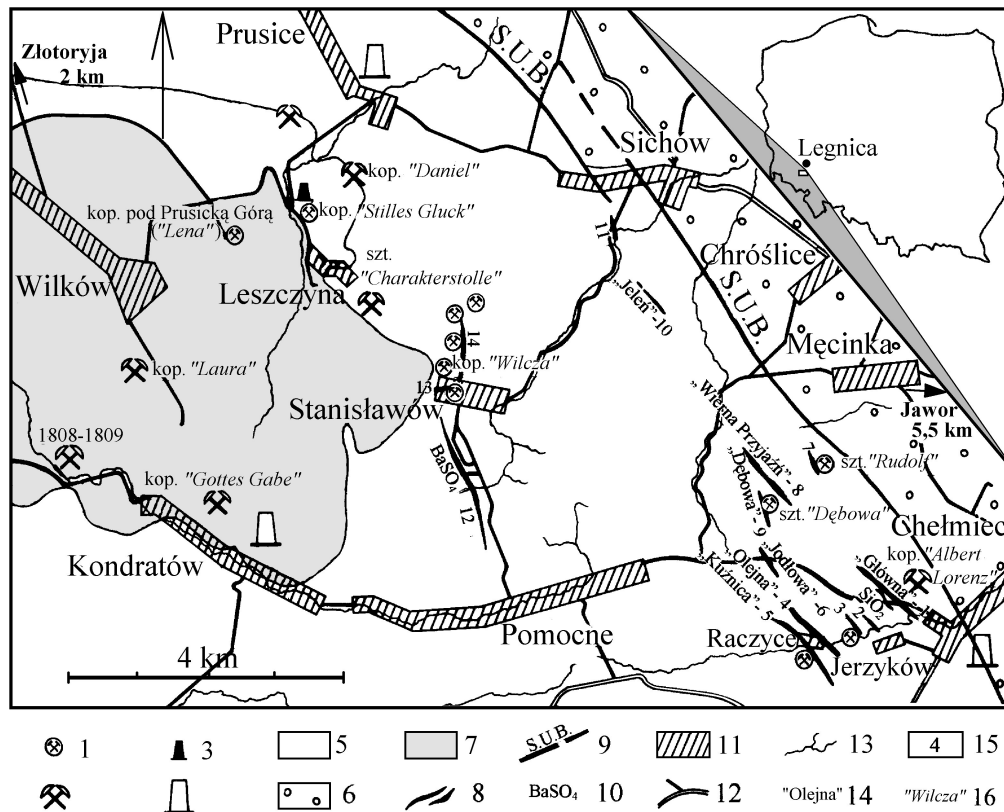 Prusice
Złotoryja
2 km
S.U.B.
Sichów
Legnica
kop. "Daniel"
kop. pod Prusicką Górą
("Lena")
kop. "Stilles Gluck"
szt.
"Charakterstolle"
Wilków
Leszczyna
11
„Jeleń"-10
Chróślice
S.U.B.
Męcinka
14
kop. "Wilcza"
kop. "Laura"
13
Stanisławów
Jawor
5,5 km
1808-1809
BaSO4
12
„Wierna Przyjaźń" - 8
7
szt. "Rudolf"
„Dębowa"- 9
szt. "Dębowa"
kop. "Gottes Gabe"
Chełmiec
kop. "Albert
Lorenz"
Kondratów
„Jodłowa"-6
„Olejna"- 4
„Kuźnica"- 5
„Główna"- 1
SiO2
3
2
Pomocne
Raczyce
Jerzyków
4 km
1 3 5 7 S.U.B. 9 11 13 4 15
6 8 BaSO4 10 12 "Olejna" 14 "Wilcza" 16